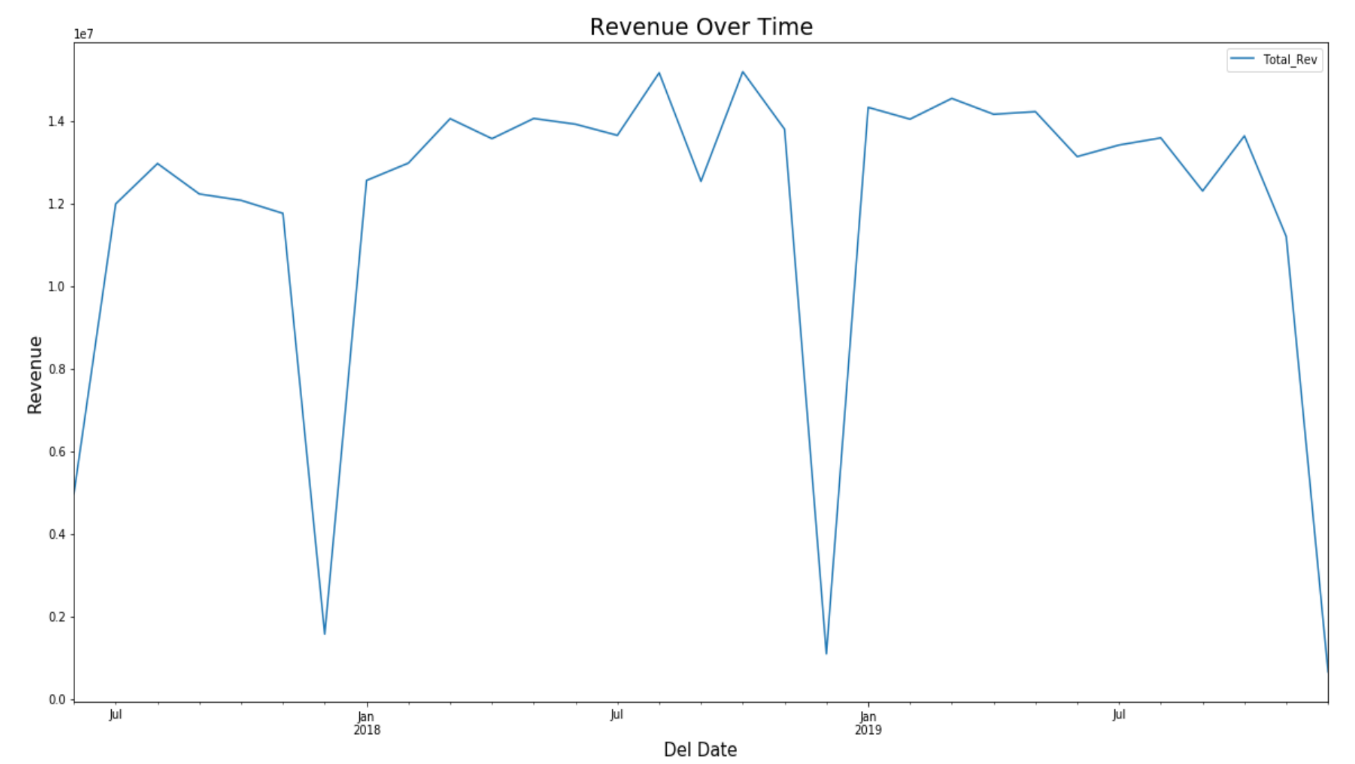 Revenue Over Time
1e7
Total_Rev
1.4
1.2
1.0
0.8
0.6
0.4
0.2
0.0
Revenue
Jul
Jan
2018
Jul
Jan
2019
Jul
Del Date